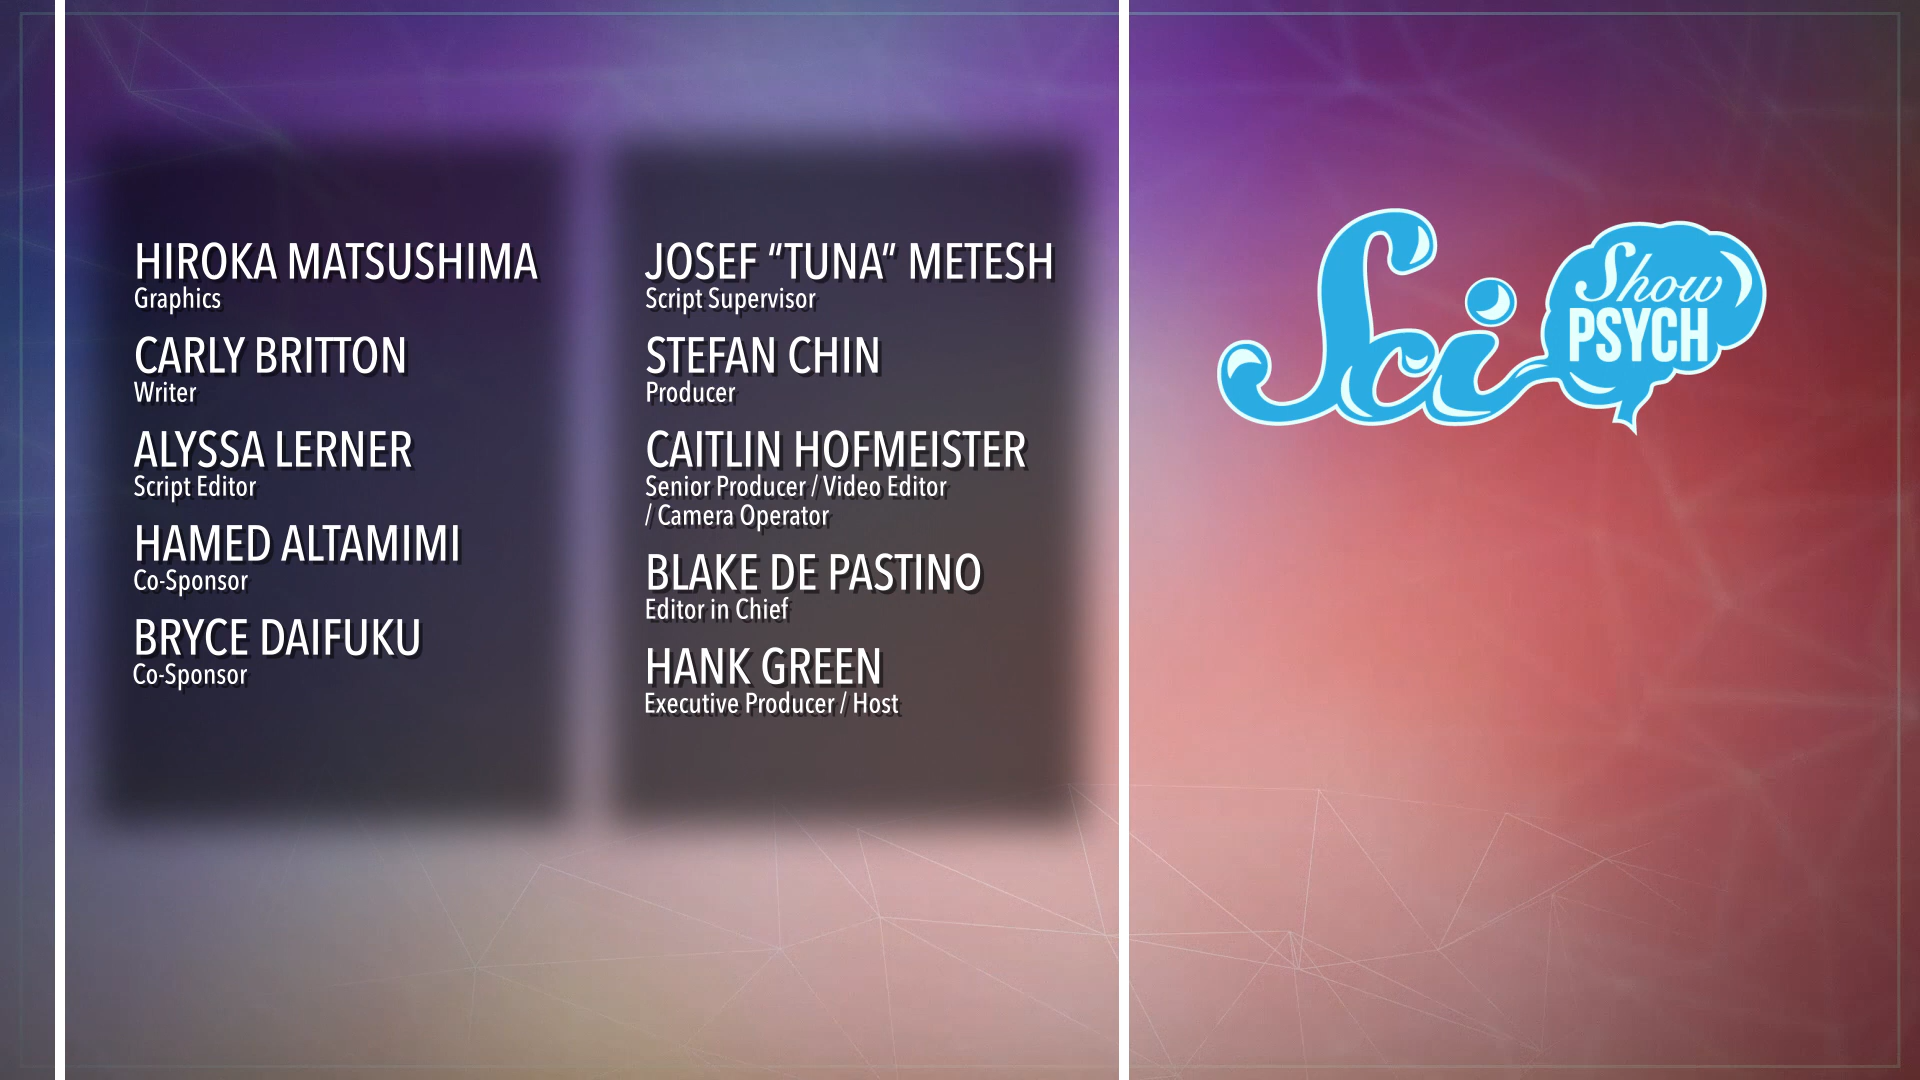 HIROKA MATSUSHIMA
Graphics
CARLY BRITTON
Writer
ALYSSA LERNER
Script Editor
HAMED ALTAMIMI
Co-Sponsor
BRYCE DAIFUKU
Co-Sponsor
JOSEF “TUNA” METESH
Script Supervisor
STEFAN CHIN
Producer
CAITLIN HOFMEISTER
Senior Producer / Video Editor
/ Camera Operator
BLAKE DE PASTINO
Editor in Chief
HANK GREEN
Executive Producer / Host
Sci
Show
PSYCH